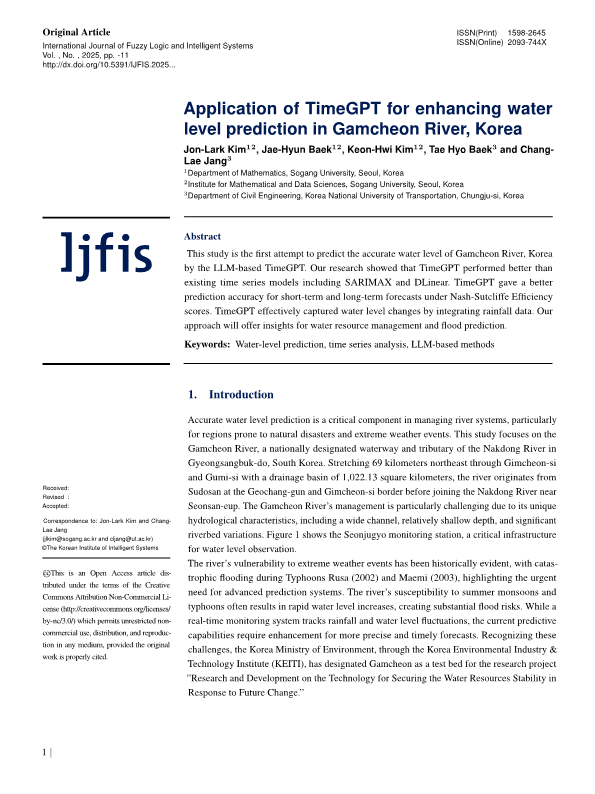 Original Article
International Journal of Fuzzy Logic and Intelligent Systems
Vol. , No. , 2025, pp. -11
http://dx.doi.org/10.5391/IJFIS.2025...
ISSN(Print) 1598-2645
ISSN(Online) 2093-744X
Application of TimeGPT for enhancing water
level prediction in Gamcheon River, Korea
Jon-Lark Kim¹², Jae-Hyun Baek¹², Keon-Hwi Kim¹², Tae Hyo Baek³ and Chang-
Lae Jang³
¹Department of Mathematics, Sogang University, Seoul, Korea
²Institute for Mathematical and Data Sciences, Sogang University, Seoul, Korea
³Department of Civil Engineering, Korea National University of Transportation, Chungju-si, Korea
ijfis
Abstract
This study is the first attempt to predict the accurate water level of Gamcheon River, Korea
by the LLM-based TimeGPT. Our research showed that TimeGPT performed better than
existing time series models including SARIMAX and DLinear. TimeGPT gave a better
prediction accuracy for short-term and long-term forecasts under Nash-Sutcliffe Efficiency
scores. TimeGPT effectively captured water level changes by integrating rainfall data. Our
approach will offer insights for water resource management and flood prediction.
Keywords: Water-level prediction, time series analysis, LLM-based methods
1. Introduction
Accurate water level prediction is a critical component in managing river systems, particularly
for regions prone to natural disasters and extreme weather events. This study focuses on the
Gamcheon River, a nationally designated waterway and tributary of the Nakdong River in
Gyeongsangbuk-do, South Korea. Stretching 69 kilometers northeast through Gimcheon-si
and Gumi-si with a drainage basin of 1,022.13 square kilometers, the river originates from
Sudosan at the Geochang-gun and Gimcheon-si border before joining the Nakdong River near
Seonsan-eup. The Gamcheon River's management is particularly challenging due to its unique
hydrological characteristics, including a wide channel, relatively shallow depth, and significant
riverbed variations. Figure 1 shows the Seonjugyo monitoring station, a critical infrastructure
for water level observation.
The river's vulnerability to extreme weather events has been historically evident, with catas-
trophic flooding during Typhoons Rusa (2002) and Maemi (2003), highlighting the urgent
need for advanced prediction systems. The river's susceptibility to summer monsoons and
typhoons often results in rapid water level increases, creating substantial flood risks. While a
real-time monitoring system tracks rainfall and water level fluctuations, the current predictive
capabilities require enhancement for more precise and timely forecasts. Recognizing these
challenges, the Korea Ministry of Environment, through the Korea Environmental Industry &
Technology Institute (KEITI), has designated Gamcheon as a test bed for the research project
"Research and Development on the Technology for Securing the Water Resources Stability in
Response to Future Change."
Received:
Revised :
Accepted:
Correspondence to: Jon-Lark Kim and Chang-
Lae Jang
(jlkim@sogang.ac.kr and cljang@ut.ac.kr)
©The Korean Institute of Intelligent Systems
This is an Open Access article dis-
tributed under the terms of the Creative
Commons Attribution Non-Commercial Li-
cense (http://creativecommons.org/licenses/
by-nc/3.0/) which permits unrestricted non-
commercial use, distribution, and reproduc-
tion in any medium, provided the original
work is properly cited.
1 |